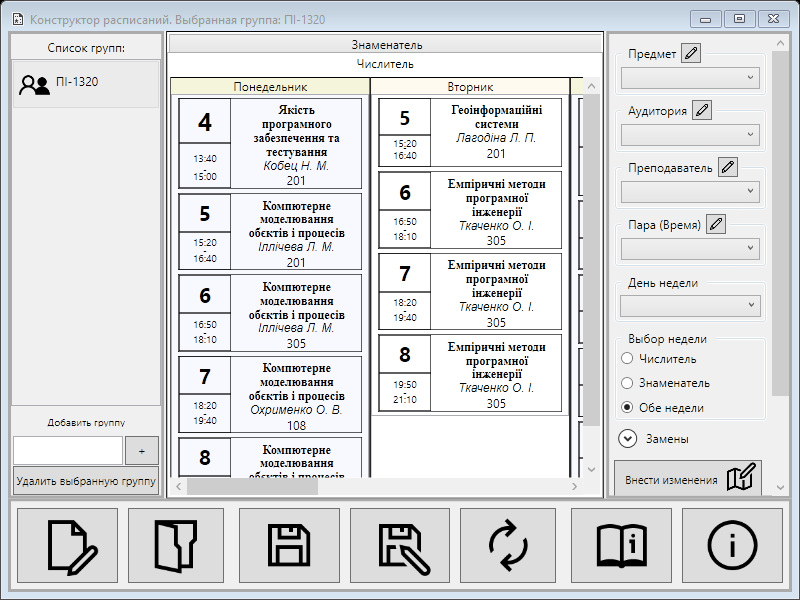 Конструктор расписаний. Выбранная группа: ПІ-1320
Список групп:
ПІ-1320
Добавить группу
+
Удалить выбранную группу
Знаменатель
Числитель
Понедельник
4
13:40
-
15:00
Якість
програмного
забезпечення та
тестування
Кобец Н. М.
201
5
15:20
-
16:40
Компютерне
моделювання
обєктів і процесів
Іллічева Л. М.
201
6
16:50
-
18:10
Компютерне
моделювання
обєктів і процесів
Іллічева Л. М.
305
7
18:20
-
19:40
Компютерне
моделювання
обєктів і процесів
Охрименко О. В.
108
8
Компютерне
моделювання
обєктів і процесів
Вторник
5
15:20
-
16:40
Геоінформаційні
системи
Лагодіна Л. П.
201
6
16:50
-
18:10
Емпіричні методи
програмної
інженерії
Ткаченко О. І.
305
7
18:20
-
19:40
Емпіричні методи
програмної
інженерії
Ткаченко О. І.
305
8
19:50
-
21:10
Емпіричні методи
програмної
інженерії
Ткаченко О. І.
305
Предмет
Аудитория
Преподаватель
Пара (Время)
День недели
Выбор недели
Числитель
Знаменатель
Обе недели
Замены
Внести изменения